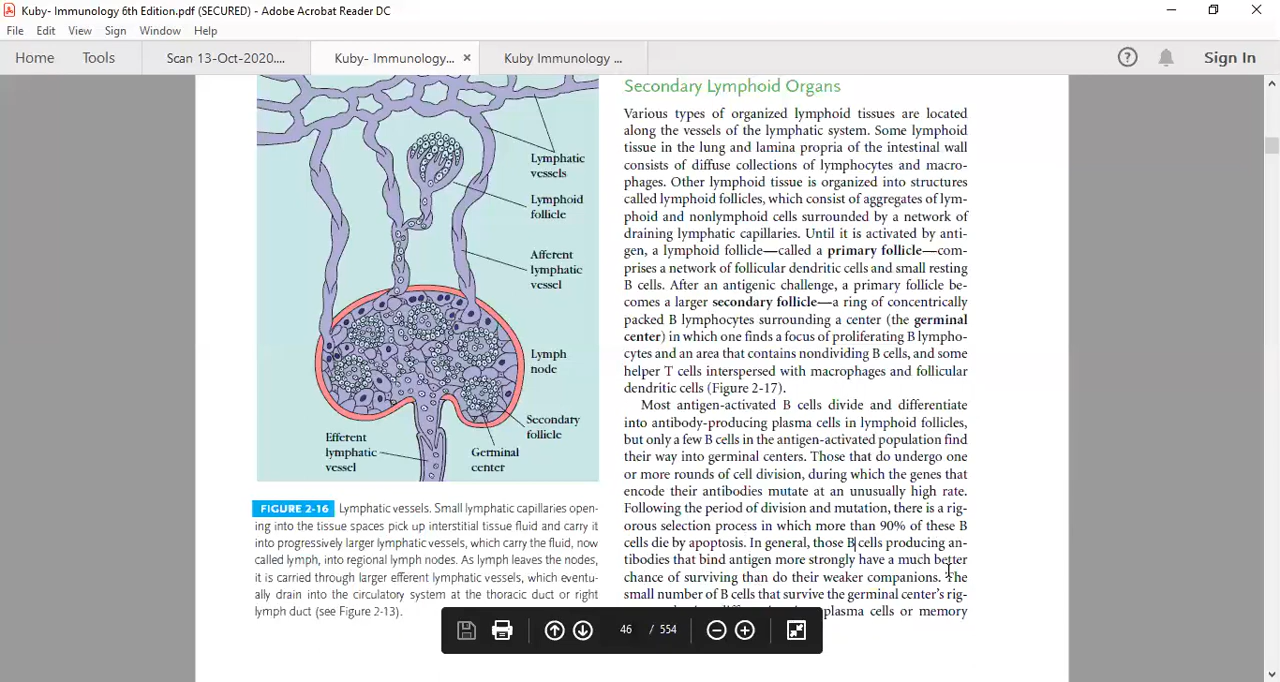 Kuby- Immunology 6th Edition.pdf (SECURED) - Adobe Acrobat Reader DC
File Edit View Sign Window Help
Home Tools Scan 13-Oct-2020.... Kuby- Immunology... × Kuby Immunology ... ? Sign In
Lymphatic
vessels
Lymphoid
follicle
Afferent
lymphatic
vessel
Lymph
node
Secondary
follicle
Efferent
lymphatic
vessel
Germinal
center
FIGURE 2-16 Lymphatic vessels. Small lymphatic capillaries open-
ing into the tissue spaces pick up interstitial tissue fluid and carry it
into progressively larger lymphatic vessels, which carry the fluid, now
called lymph, into regional lymph nodes. As lymph leaves the nodes,
it is carried through larger efferent lymphatic vessels, which eventu-
ally drain into the circulatory system at the thoracic duct or right
lymph duct (see Figure 2-13).
Secondary Lymphoid Organs
Various types of organized lymphoid tissues are located
along the vessels of the lymphatic system. Some lymphoid
tissue in the lung and lamina propria of the intestinal wall
consists of diffuse collections of lymphocytes and macro-
phages. Other lymphoid tissue is organized into structures
called lymphoid follicles, which consist of aggregates of lym-
phoid and nonlymphoid cells surrounded by a network of
draining lymphatic capillaries. Until it is activated by anti-
gen, a lymphoid follicle—called a primary follicle—com-
prises a network of follicular dendritic cells and small resting
B cells. After an antigenic challenge, a primary follicle be-
comes a larger secondary follicle—a ring of concentrically
packed B lymphocytes surrounding a center (the germinal
center) in which one finds a focus of proliferating B lympho-
cytes and an area that contains nondividing B cells, and some
helper T cells interspersed with macrophages and follicular
dendritic cells (Figure 2-17).
Most antigen-activated B cells divide and differentiate
into antibody-producing plasma cells in lymphoid follicles,
but only a few B cells in the antigen-activated population find
their way into germinal centers. Those that do undergo one
or more rounds of cell division, during which the genes that
encode their antibodies mutate at an unusually high rate.
Following the period of division and mutation, there is a rig-
orous selection process in which more than 90% of these B
cells die by apoptosis. In general, those B cells producing an-
tibodies that bind antigen more strongly have a much better
chance of surviving than do their weaker companions. The
small number of B cells that survive the germinal center's rig-
plasma cells or memory
46 / 554